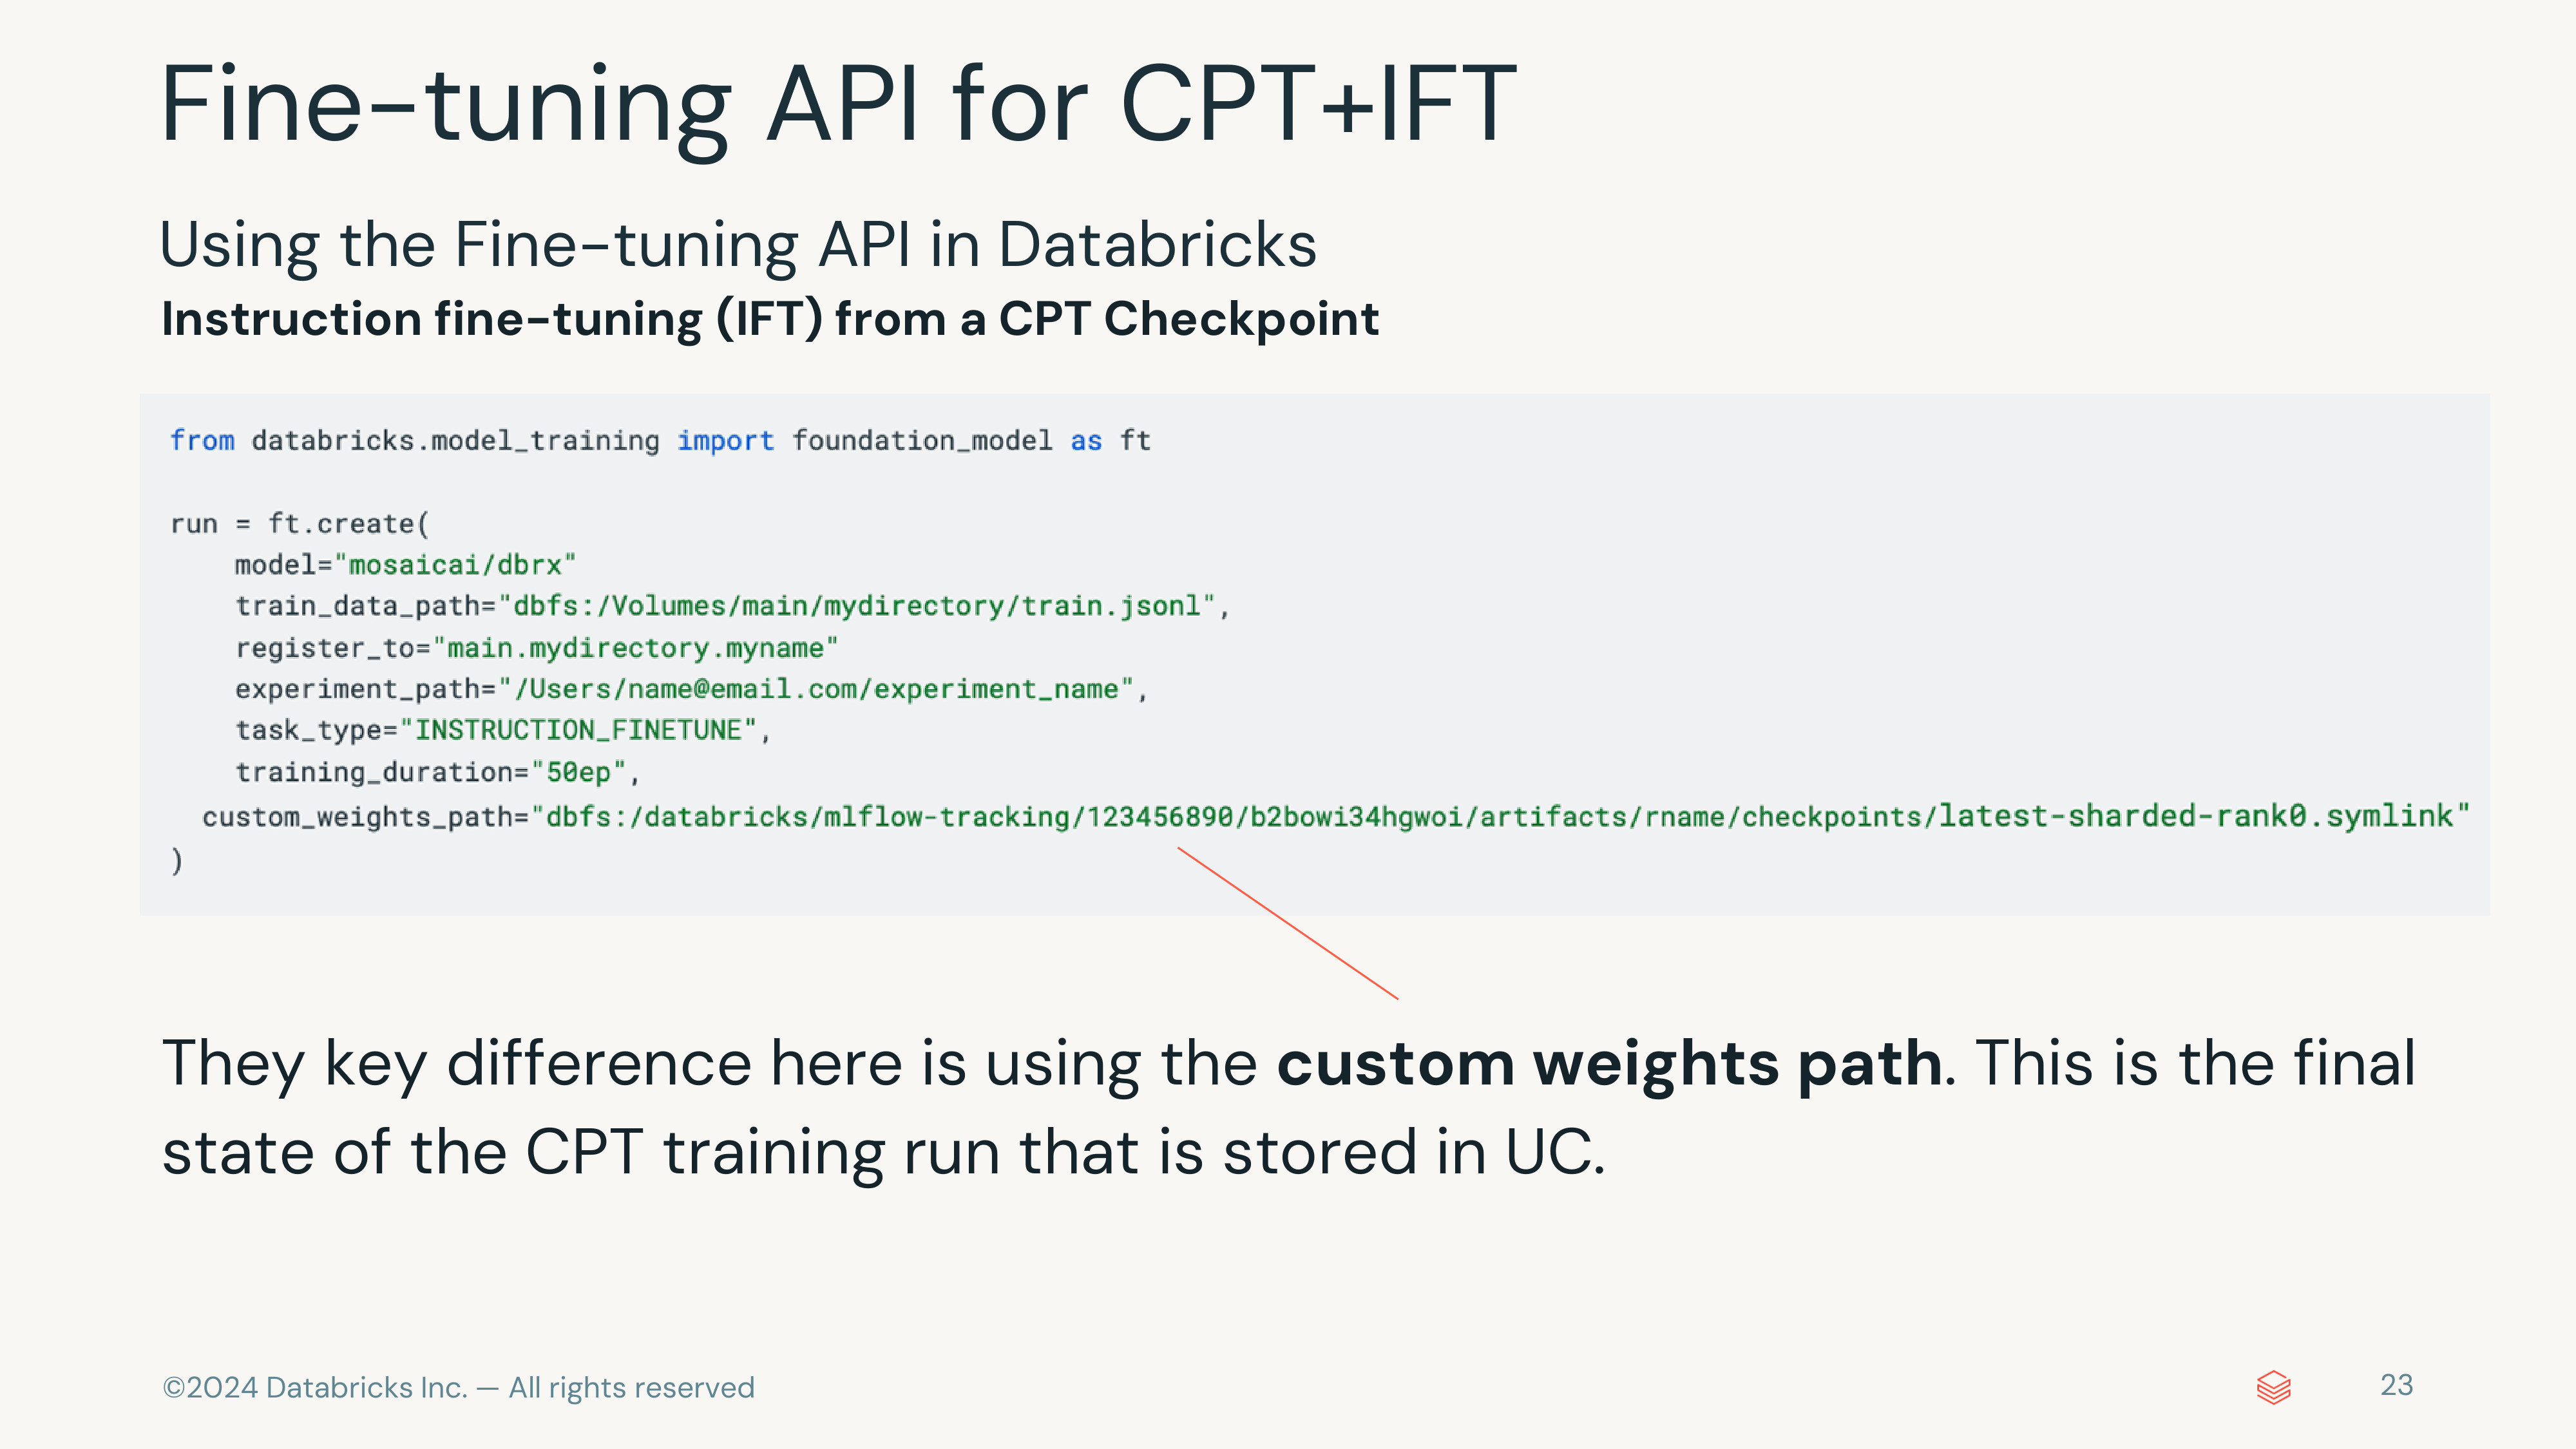 Fine-tuning API for CPT+IFT
Using the Fine-tuning API in Databricks
Instruction fine-tuning (IFT) from a CPT Checkpoint
from databricks.model_training import foundation_model as ft
run = ft.create(
    model="mosaicai/dbrx"
    train_data_path="dbfs:/Volumes/main/mydirectory/train.jsonl",
    register_to="main.mydirectory.myname"
    experiment_path="/Users/name@email.com/experiment_name",
    task_type="INSTRUCTION_FINETUNE",
    training_duration="50ep",
  custom_weights_path="dbfs:/databricks/mlflow-tracking/123456890/b2bowi34hgwoi/artifacts/rname/checkpoints/latest-sharded-rank0.symlink"
)
They key difference here is using the custom weights path. This is the final
state of the CPT training run that is stored in UC.
©2024 Databricks Inc. — All rights reserved
23